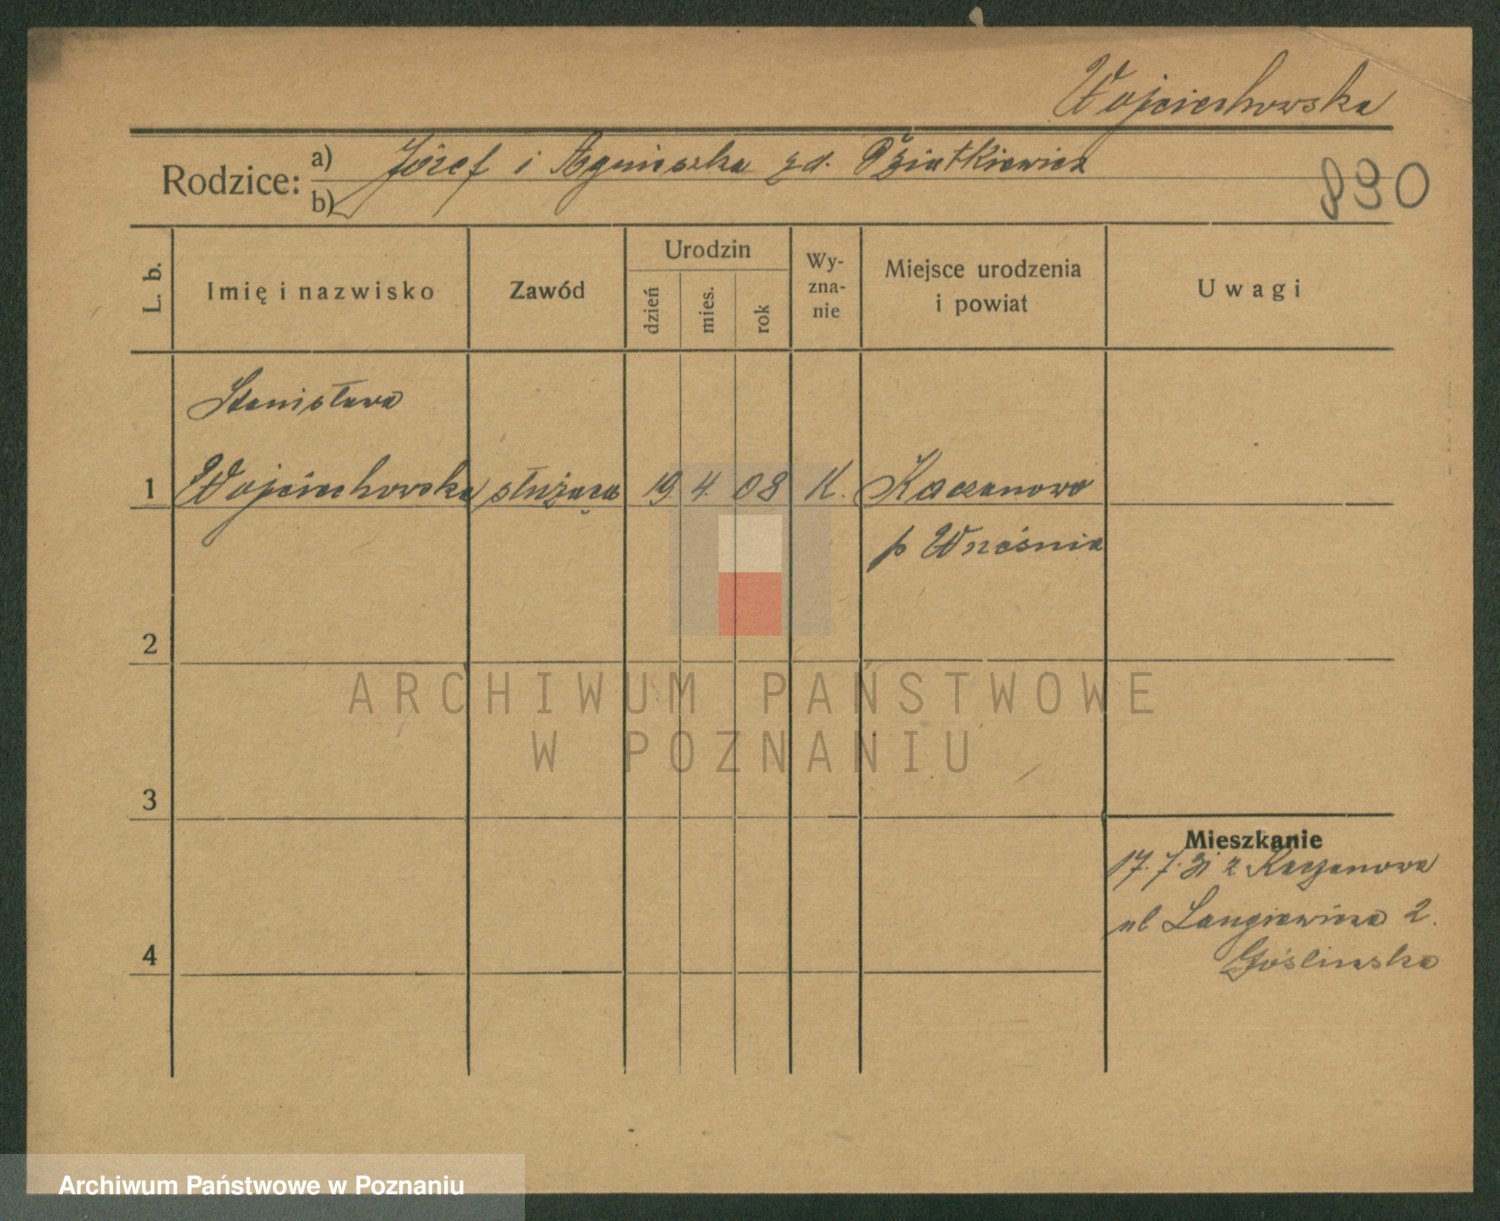 Wojciechowska
Rodzice: a) Józef i Agnieszka zd.
b)
890
L. b.
Imię i nazwisko
Zawód
Urodzin
dzień
mies.
rok
Wy-
zna-
nie
Miejsce urodzenia
i powiat
Uwagi
Stanisława
1 Wojciechowska służąca 19 4. 08 K. Kaczanowo
p Września
2
ARCHIWUM PAŃSTWOWE
W POZNANIU
3
Mieszkanie
17.7.31 z Kaczanowa
ul Langiewicza 2.
Goślinska
4
Archiwum Państwowe w Poznaniu